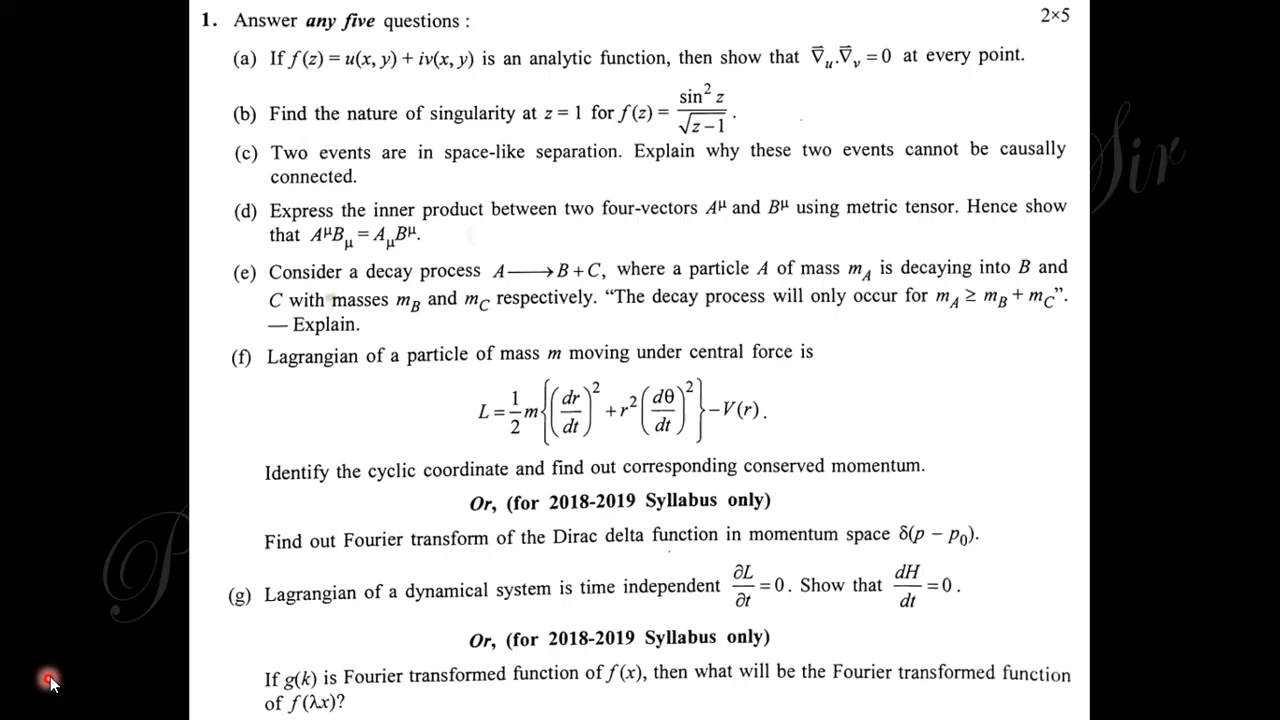 1. Answer any five questions : 2×5
(a) If f(z) = u(x, y) + iv(x, y) is an analytic function, then show that ∇⃗ᵤ.∇⃗ᵥ = 0 at every point.
(b) Find the nature of singularity at z = 1 for f(z) = sin² z / √(z−1) .
(c) Two events are in space-like separation. Explain why these two events cannot be causally
connected.
(d) Express the inner product between two four-vectors A^μ and B^μ using metric tensor. Hence show
that A^μB_μ = A_μB^μ.
(e) Consider a decay process A ⟶ B + C, where a particle A of mass m_A is decaying into B and
C with masses m_B and m_C respectively. “The decay process will only occur for m_A ≥ m_B + m_C”.
— Explain.
(f) Lagrangian of a particle of mass m moving under central force is
L = 1/2 m{(dr/dt)² + r²(dθ/dt)²} − V(r) .
Identify the cyclic coordinate and find out corresponding conserved momentum.
Or, (for 2018-2019 Syllabus only)
Find out Fourier transform of the Dirac delta function in momentum space δ(p − p₀).
(g) Lagrangian of a dynamical system is time independent ∂L/∂t = 0 . Show that dH/dt = 0 .
Or, (for 2018-2019 Syllabus only)
If g(k) is Fourier transformed function of f(x), then what will be the Fourier transformed function
of f(λx)?
Sir